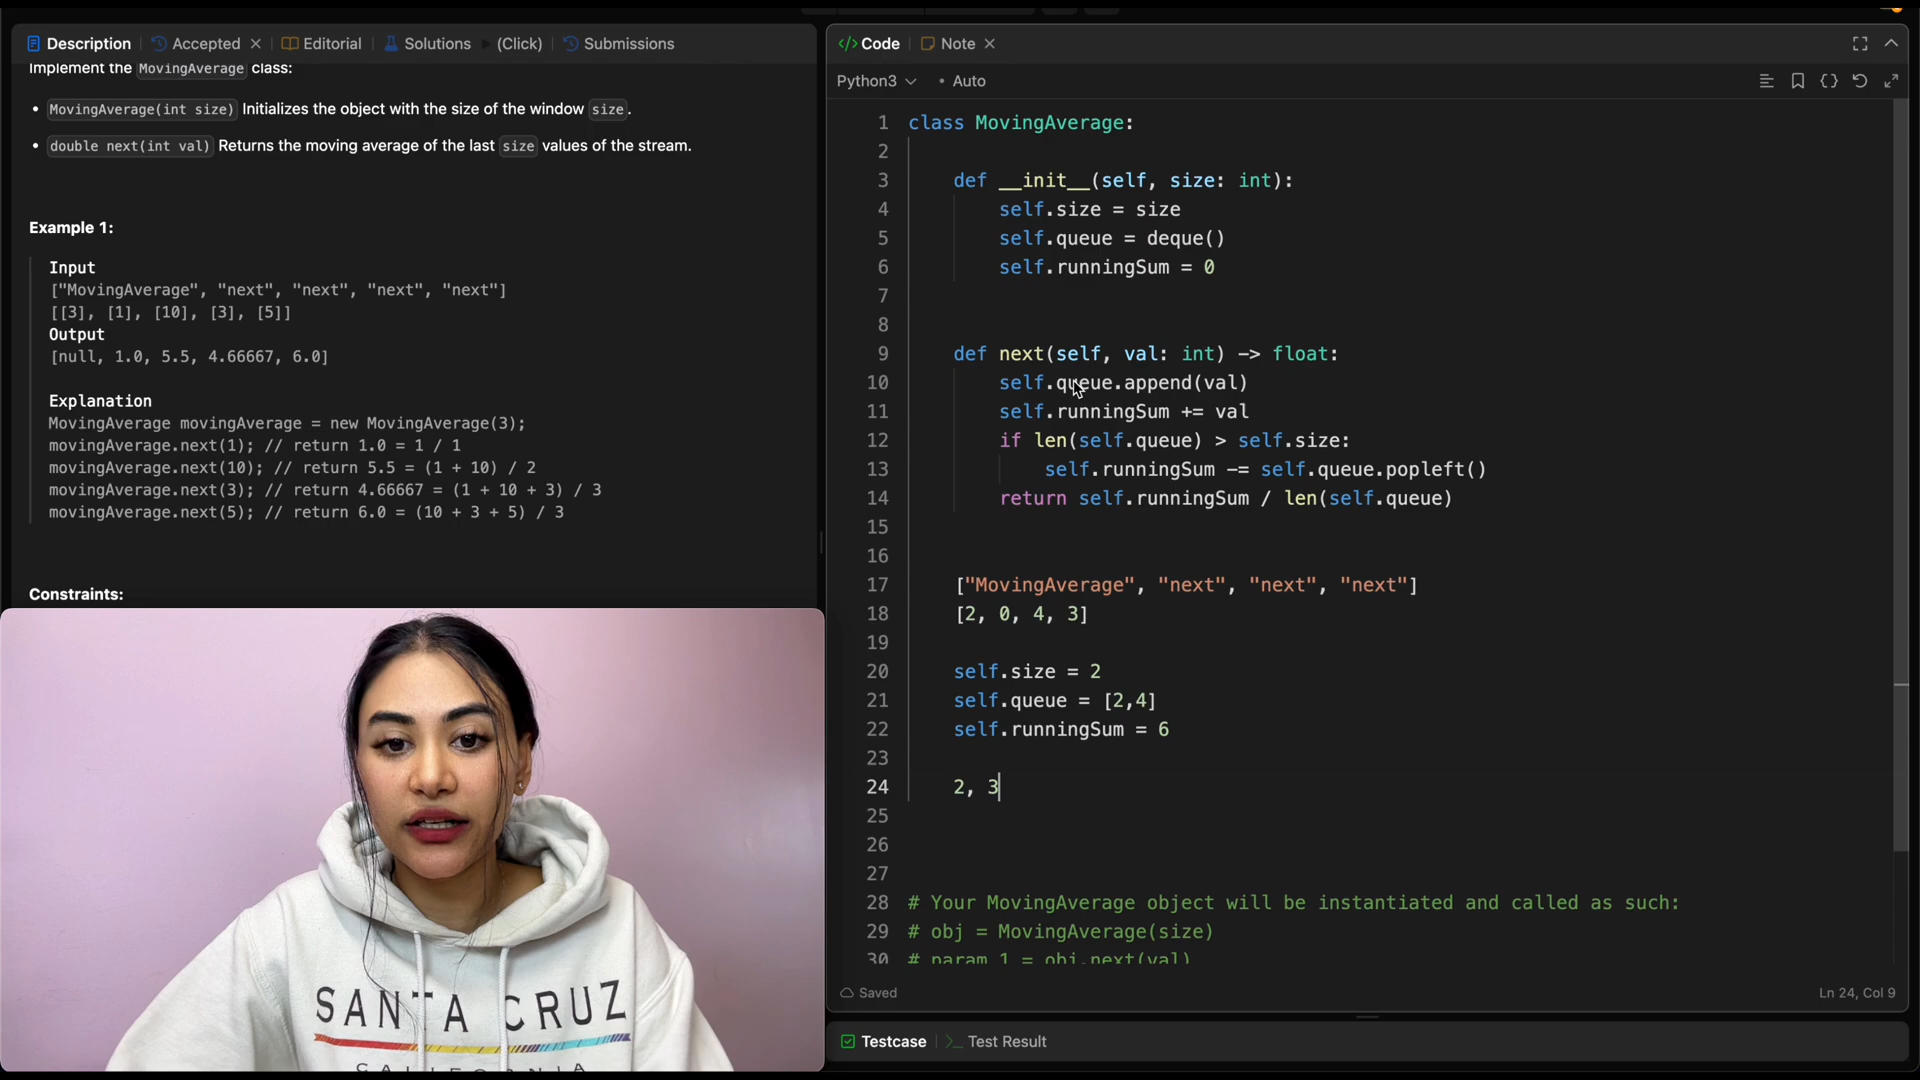 Description
Accepted
Editorial
Solutions
(Click)
Submissions
Implement the MovingAverage class:
• MovingAverage(int size) Initializes the object with the size of the window size.
• double next(int val) Returns the moving average of the last size values of the stream.
Example 1:
Input
["MovingAverage", "next", "next", "next", "next"]
[[3], [1], [10], [3], [5]]
Output
[null, 1.0, 5.5, 4.66667, 6.0]
Explanation
MovingAverage movingAverage = new MovingAverage(3);
movingAverage.next(1); // return 1.0 = 1 / 1
movingAverage.next(10); // return 5.5 = (1 + 10) / 2
movingAverage.next(3); // return 4.66667 = (1 + 10 + 3) / 3
movingAverage.next(5); // return 6.0 = (10 + 3 + 5) / 3
Constraints:
SANTA CRUZ
CALIFORNIA
</> Code
Note
Python3
• Auto
1 class MovingAverage:
2
3 def __init__(self, size: int):
4 self.size = size
5 self.queue = deque()
6 self.runningSum = 0
7
8
9 def next(self, val: int) -> float:
10 self.queue.append(val)
11 self.runningSum += val
12 if len(self.queue) > self.size:
13 self.runningSum -= self.queue.popleft()
14 return self.runningSum / len(self.queue)
15
16
17 ["MovingAverage", "next", "next", "next"]
18 [2, 0, 4, 3]
19
20 self.size = 2
21 self.queue = [2,4]
22 self.runningSum = 6
23
24 2, 3
25
26
27
28 # Your MovingAverage object will be instantiated and called as such:
29 # obj = MovingAverage(size)
30 # param_1 = obj.next(val)
Saved
Ln 24, Col 9
Testcase
Test Result